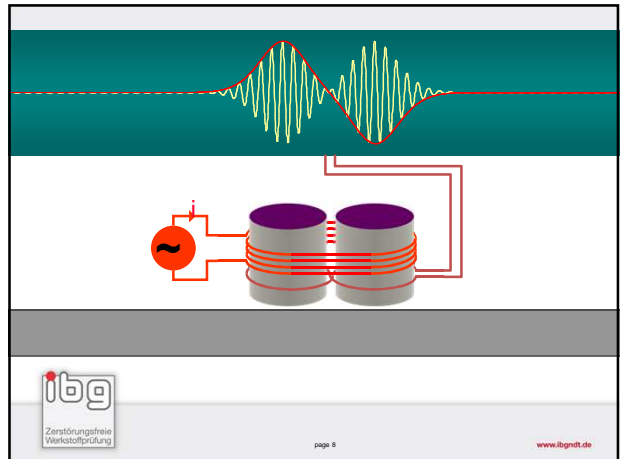 i
~
ibg
Zerstörungsfreie
Werkstoffprüfung
page 8
www.ibgndt.de